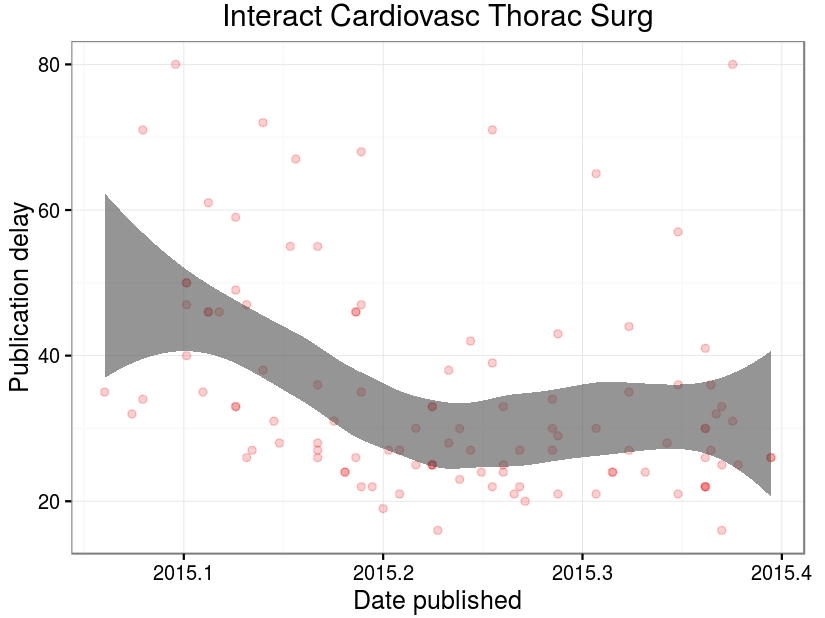 Interact Cardiovasc Thorac Surg
Publication delay
80
60
40
20
2015.1 2015.2 2015.3 2015.4
Date published